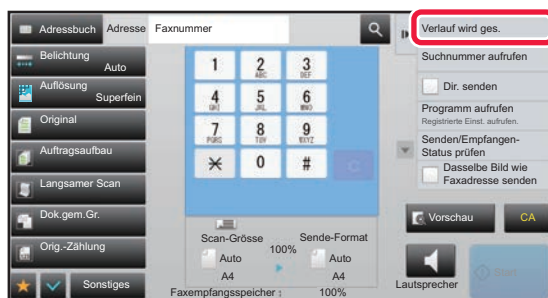 Adressbuch
Adresse
Faxnummer
Verlauf wird ges.
Belichtung
Auto
Auflösung
Superfein
Original
Auftragsaufbau
Langsamer Scan
Dok.gem.Gr.
Orig.-Zählung
Sonstiges
1
2
ABC
3
DEF
4
GHI
5
JKL
6
MNO
7
PQRS
8
TUV
9
WXYZ
0
#
C
Scan-Grösse
100%
Sende-Format
Auto
A4
Auto
A4
Faxempfangsspeicher :
100%
Suchnummer aufrufen
Dir. senden
Programm aufrufen
Registrierte Einst. aufrufen.
Senden/Empfangen-
Status prüfen
Dasselbe Bild wie
Faxadresse senden
Vorschau
CA
Lautsprecher
Start